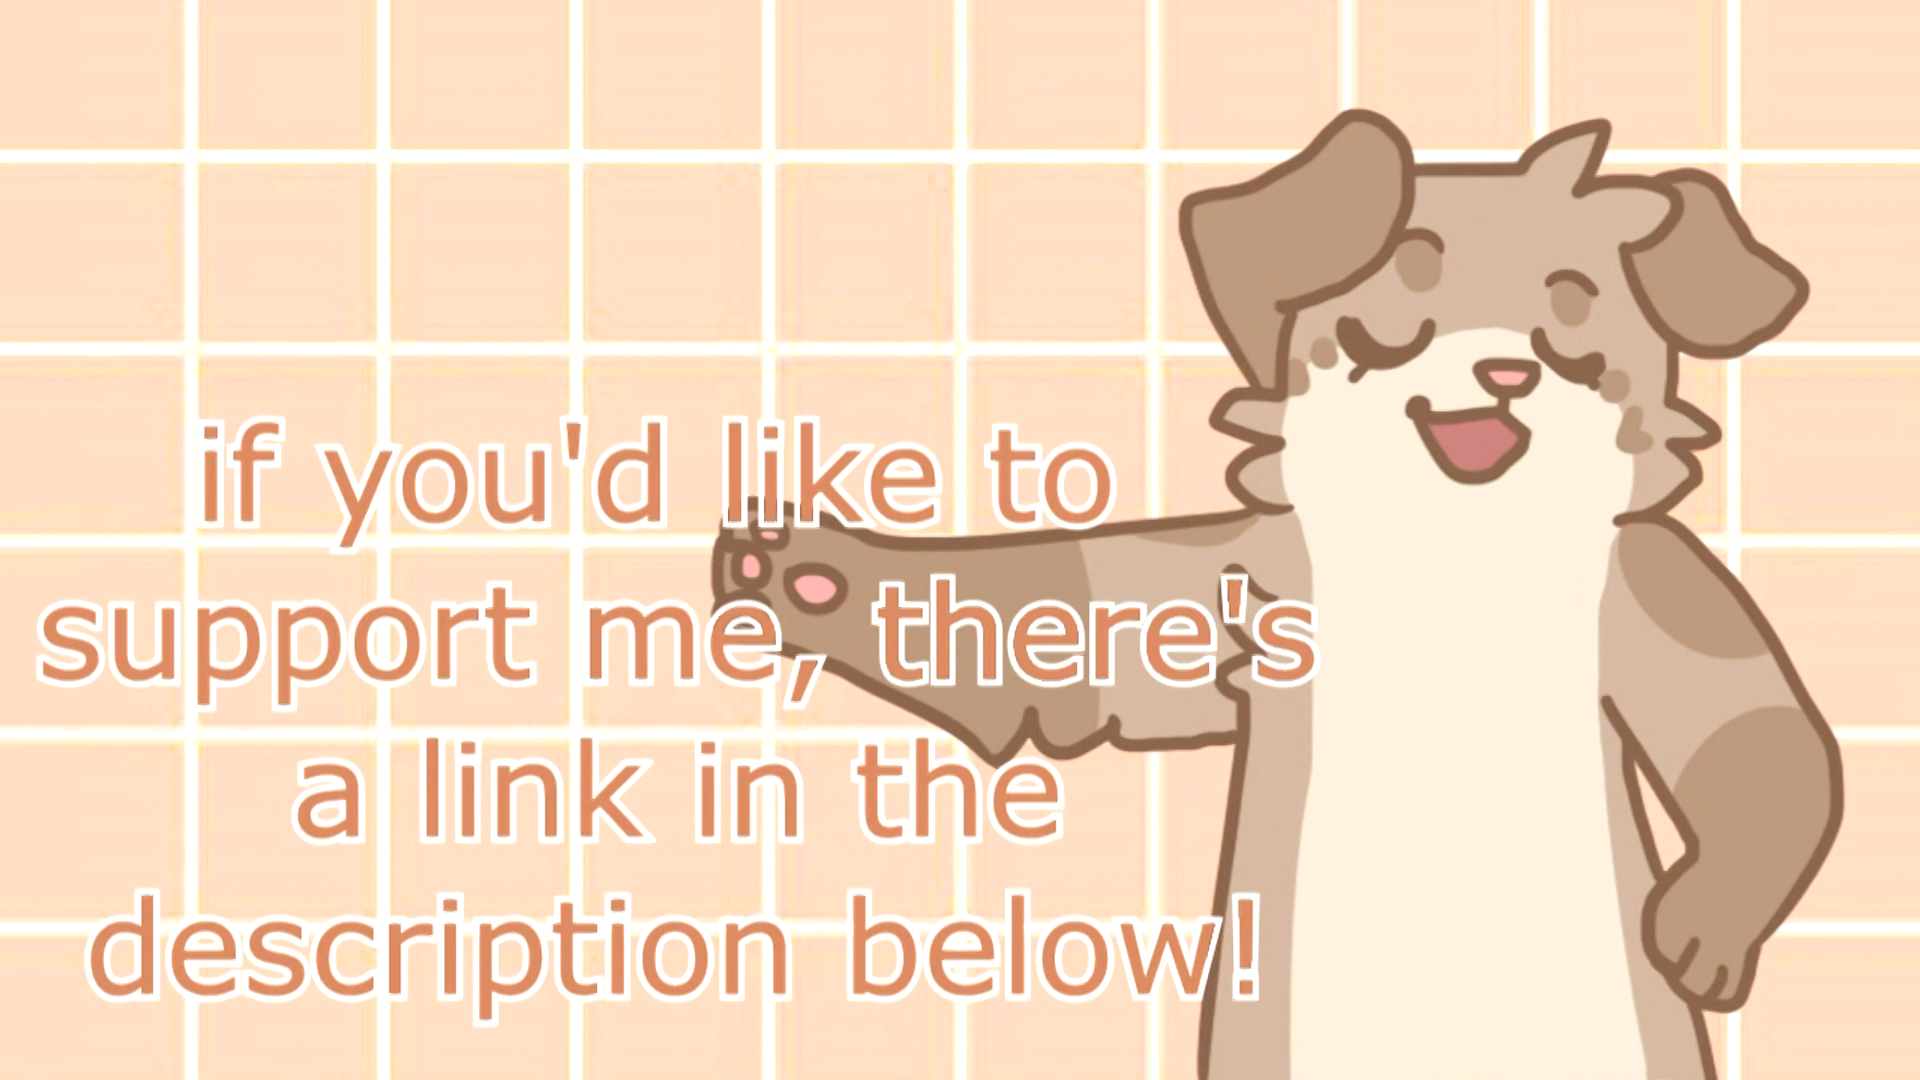 if you'd like to
support me, there's
a link in the
description below!